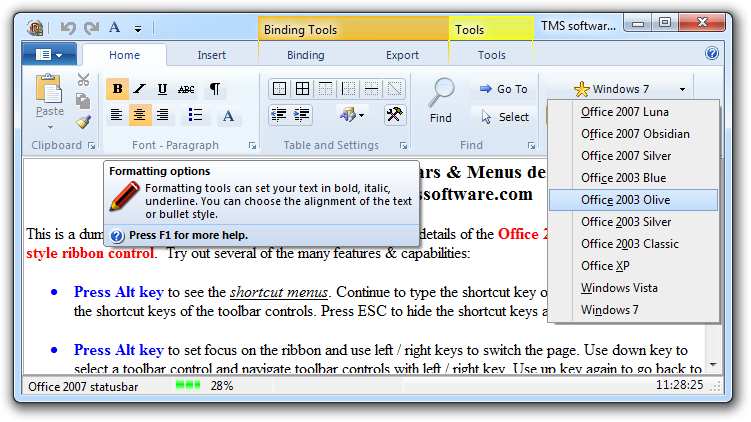 Binding Tools
Tools
TMS softwar...
Home
Insert
Binding
Export
Tools
Paste
Clipboard
B I U ABC ¶
A
Font - Paragraph
Table and Settings
Find
Go To
Select
Find
Windows 7
Office 2007 Luna
Office 2007 Obsidian
Office 2007 Silver
Office 2003 Blue
Office 2003 Olive
Office 2003 Silver
Office 2003 Classic
Office XP
Windows Vista
Windows 7
Formatting options
Formatting tools can set your text in bold, italic,
underline. You can choose the alignment of the text
or bullet style.
Press F1 for more help.
ars & Menus de
ssoftware.com
This is a dum
details of the Office 2
style ribbon control. Try out several of the many features & capabilities:
• Press Alt key to see the shortcut menus. Continue to type the shortcut key o
the shortcut keys of the toolbar controls. Press ESC to hide the shortcut keys a
• Press Alt key to set focus on the ribbon and use left / right keys to switch the page. Use down key to
select a toolbar control and navigate toolbar controls with left / right key. Use up key again to go back to
Office 2007 statusbar
28%
11:28:25